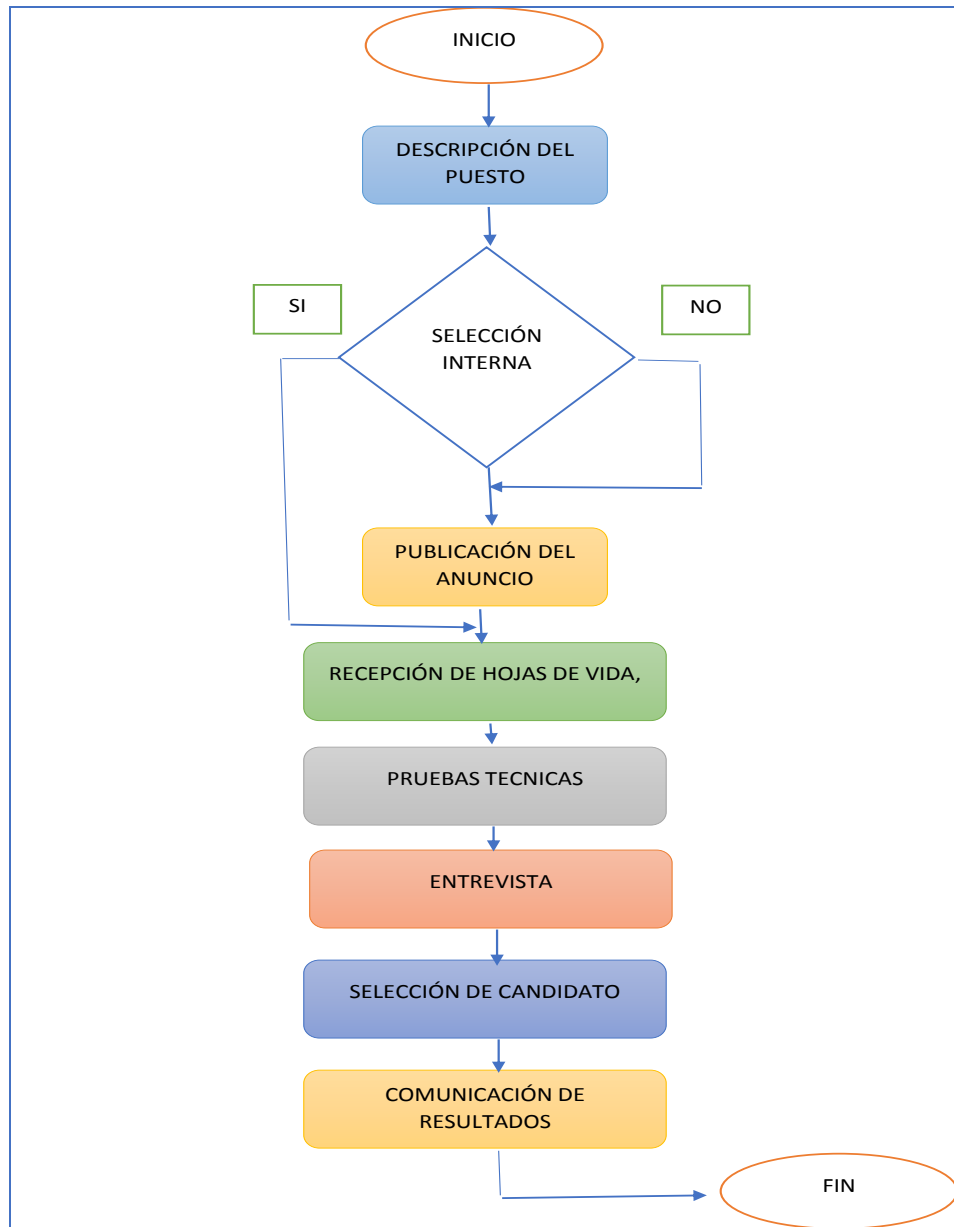 INICIO
DESCRIPCIÓN DEL
PUESTO
SI
NO
SELECCIÓN
INTERNA
PUBLICACIÓN DEL
ANUNCIO
RECEPCIÓN DE HOJAS DE VIDA,
PRUEBAS TECNICAS
ENTREVISTA
SELECCIÓN DE CANDIDATO
COMUNICACIÓN DE
RESULTADOS
FIN